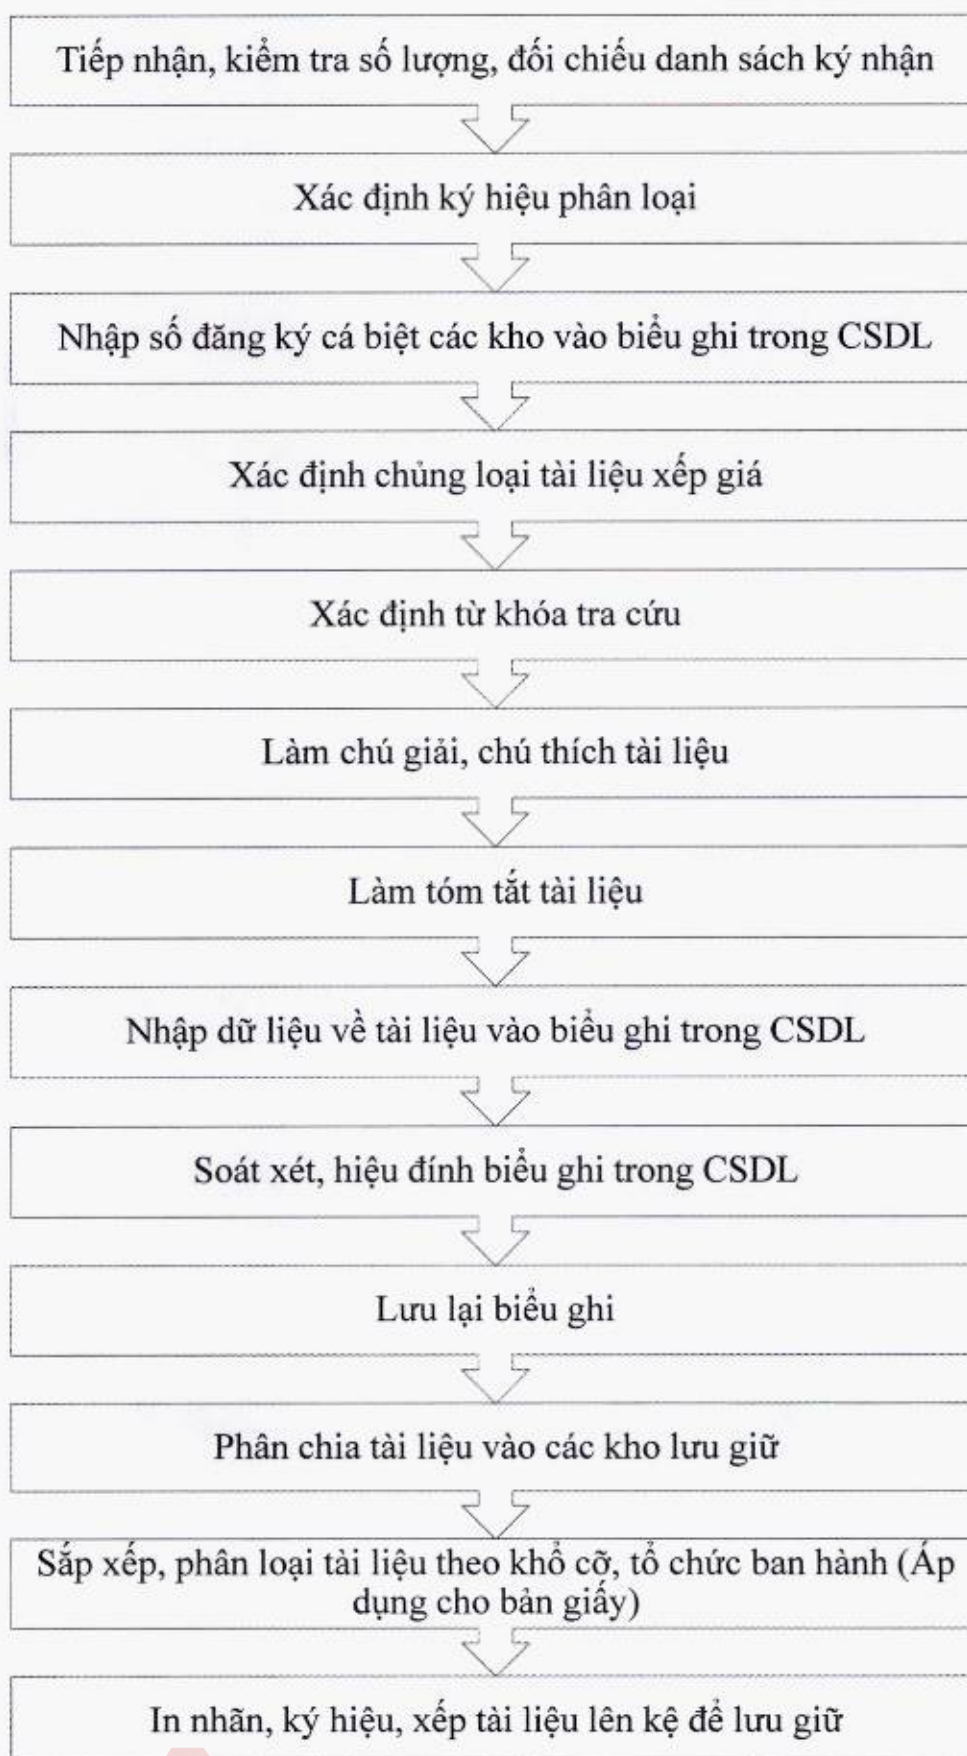 Tiếp nhận, kiểm tra số lượng, đối chiếu danh sách ký nhận
Xác định ký hiệu phân loại
Nhập số đăng ký cá biệt các kho vào biểu ghi trong CSDL
Xác định chủng loại tài liệu xếp giá
Xác định từ khóa tra cứu
Làm chú giải, chú thích tài liệu
Làm tóm tắt tài liệu
Nhập dữ liệu về tài liệu vào biểu ghi trong CSDL
Soát xét, hiệu đính biểu ghi trong CSDL
Lưu lại biểu ghi
Phân chia tài liệu vào các kho lưu giữ
Sắp xếp, phân loại tài liệu theo khổ cỡ, tổ chức ban hành (Áp
dụng cho bản giấy)
In nhãn, ký hiệu, xếp tài liệu lên kệ để lưu giữ